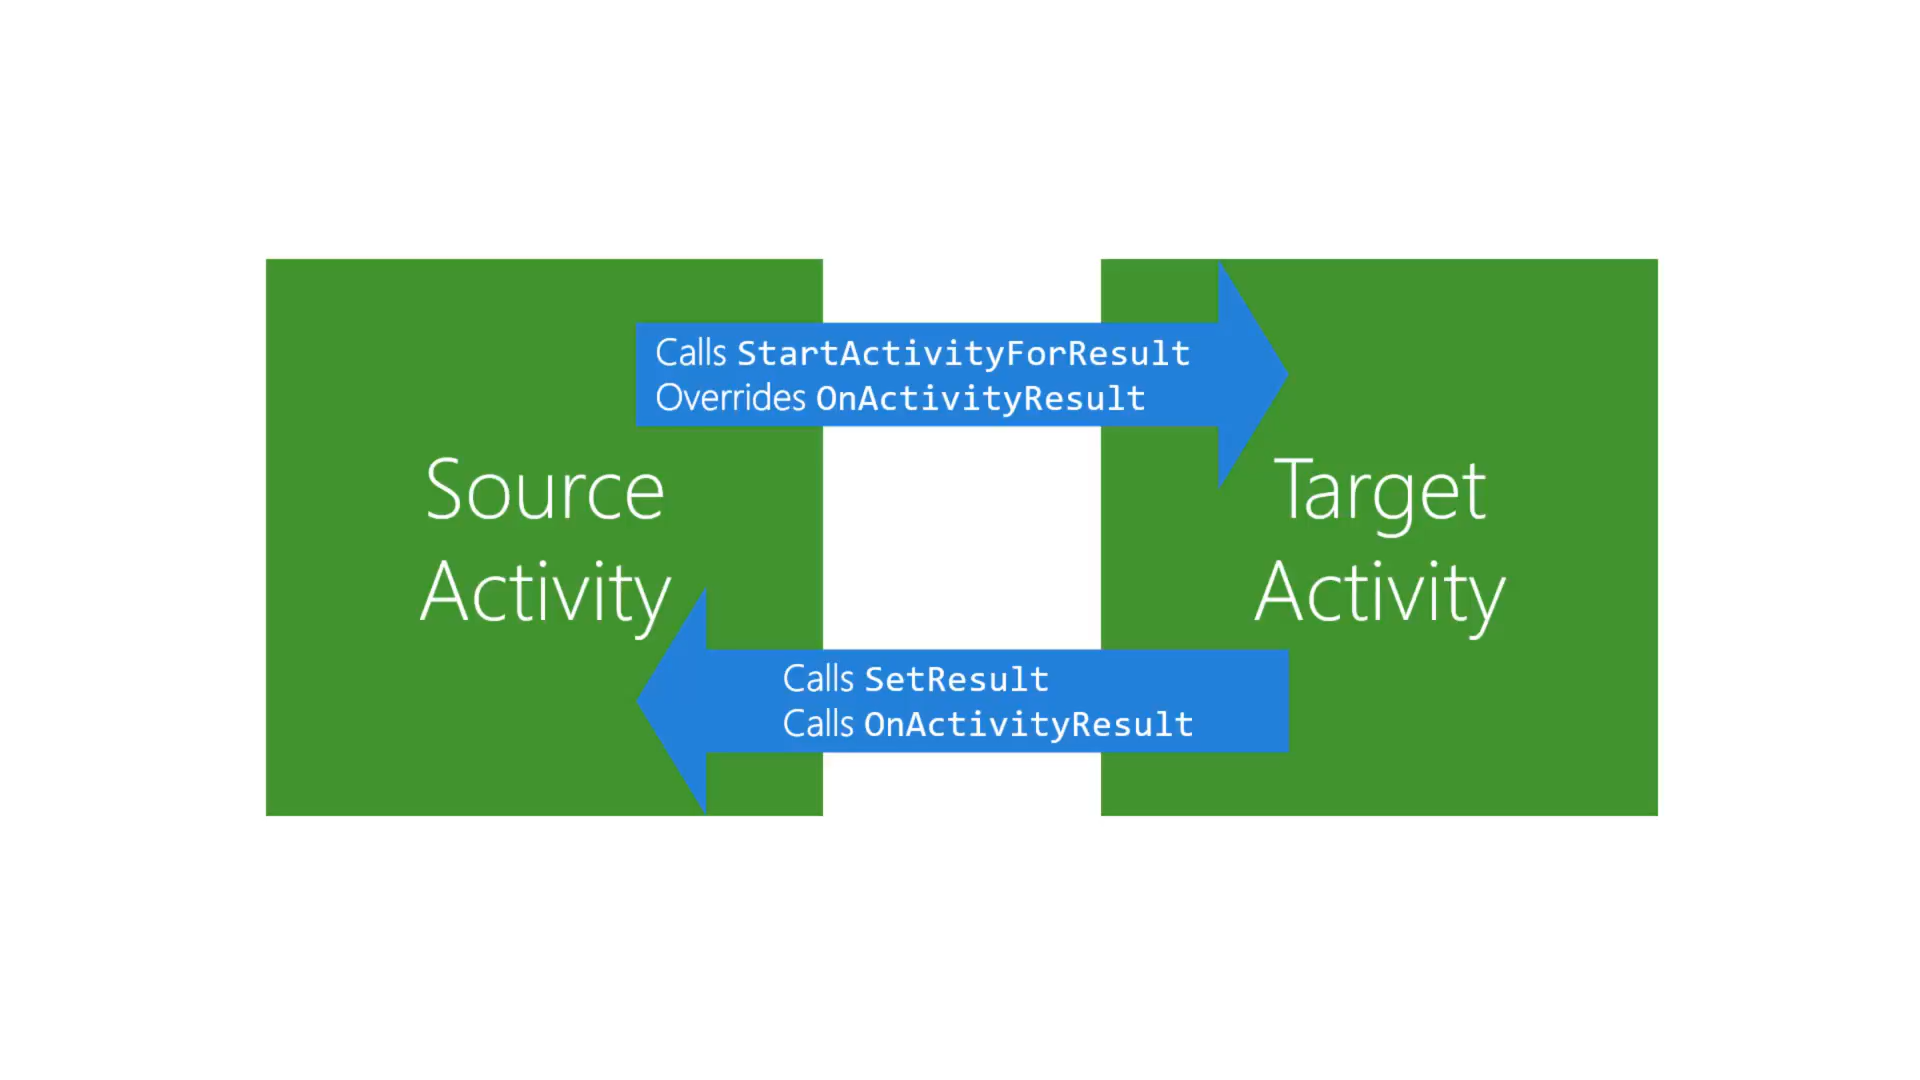 Calls StartActivityForResult
Overrides OnActivityResult
Source
Activity
Target
Activity
Calls SetResult
Calls OnActivityResult